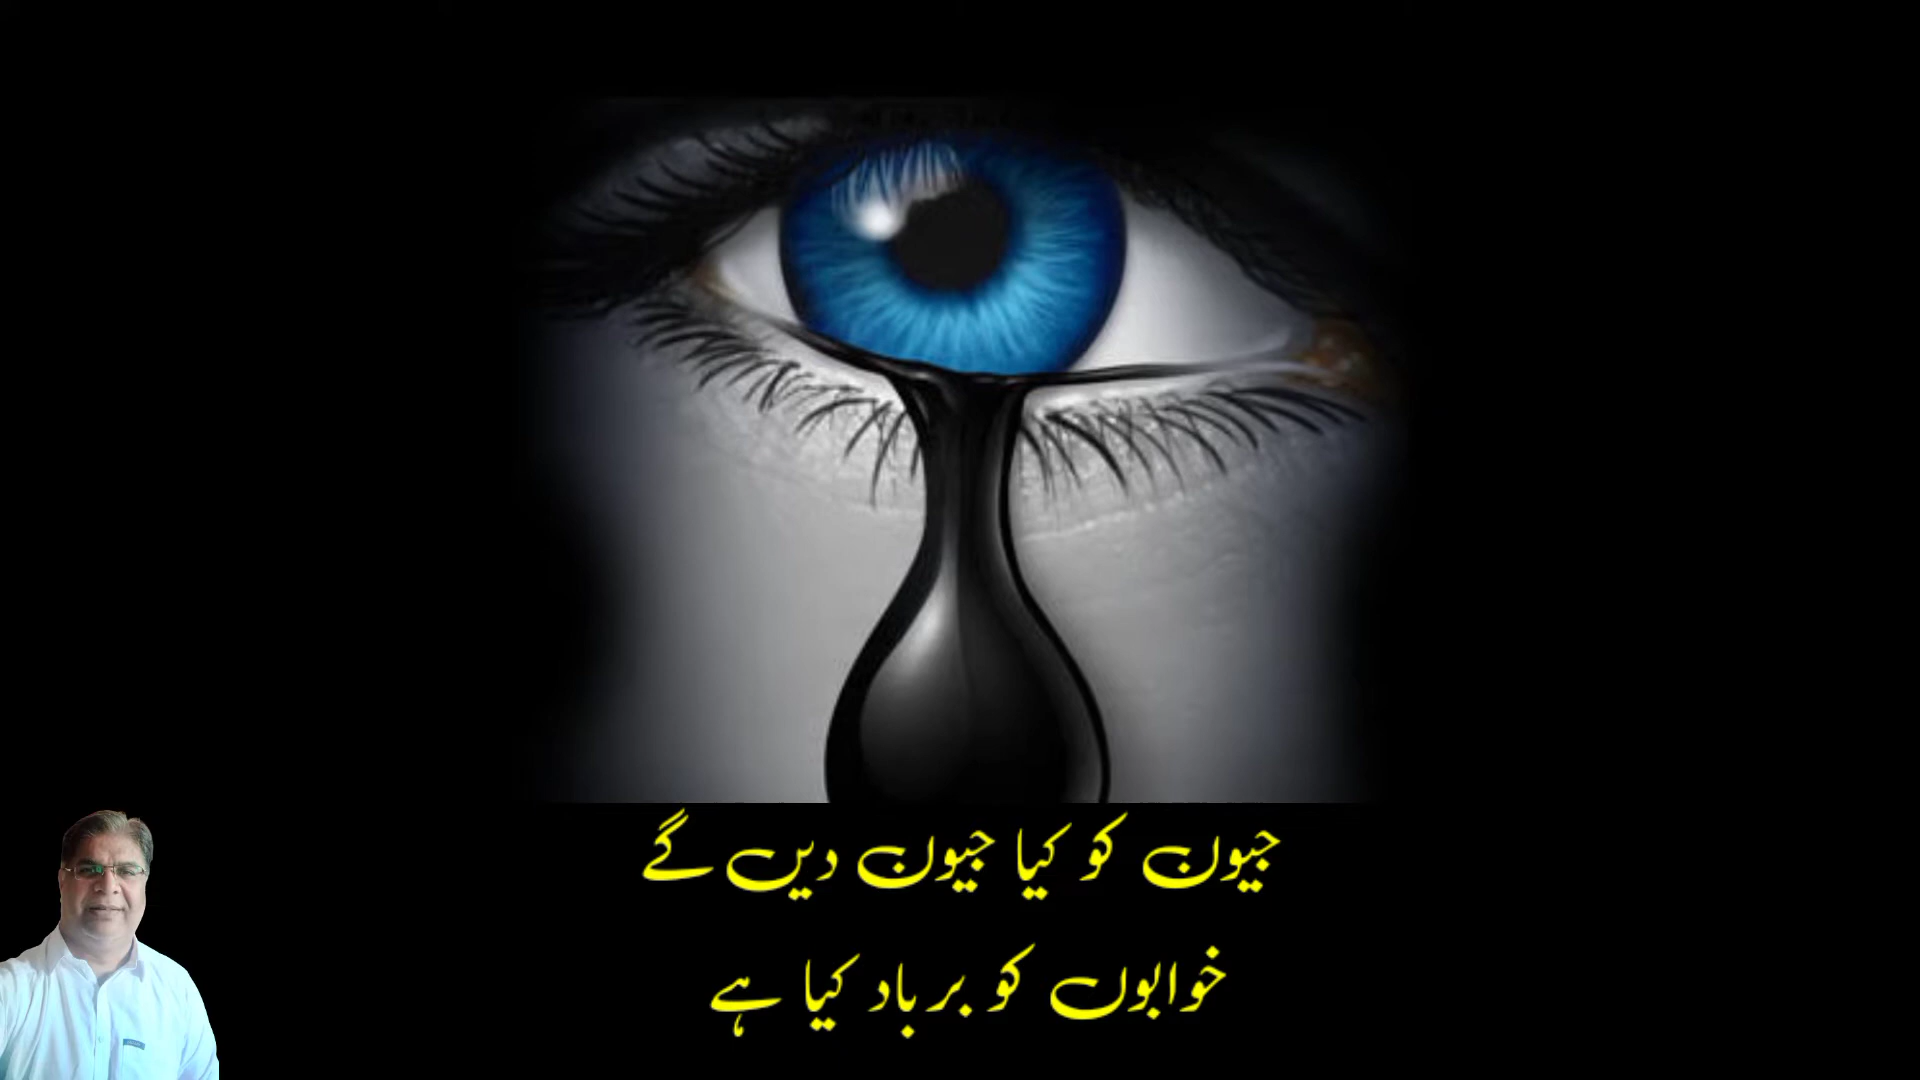 جیون کو کیا جیون دیں گے
خوابوں کو برباد کیا ہے